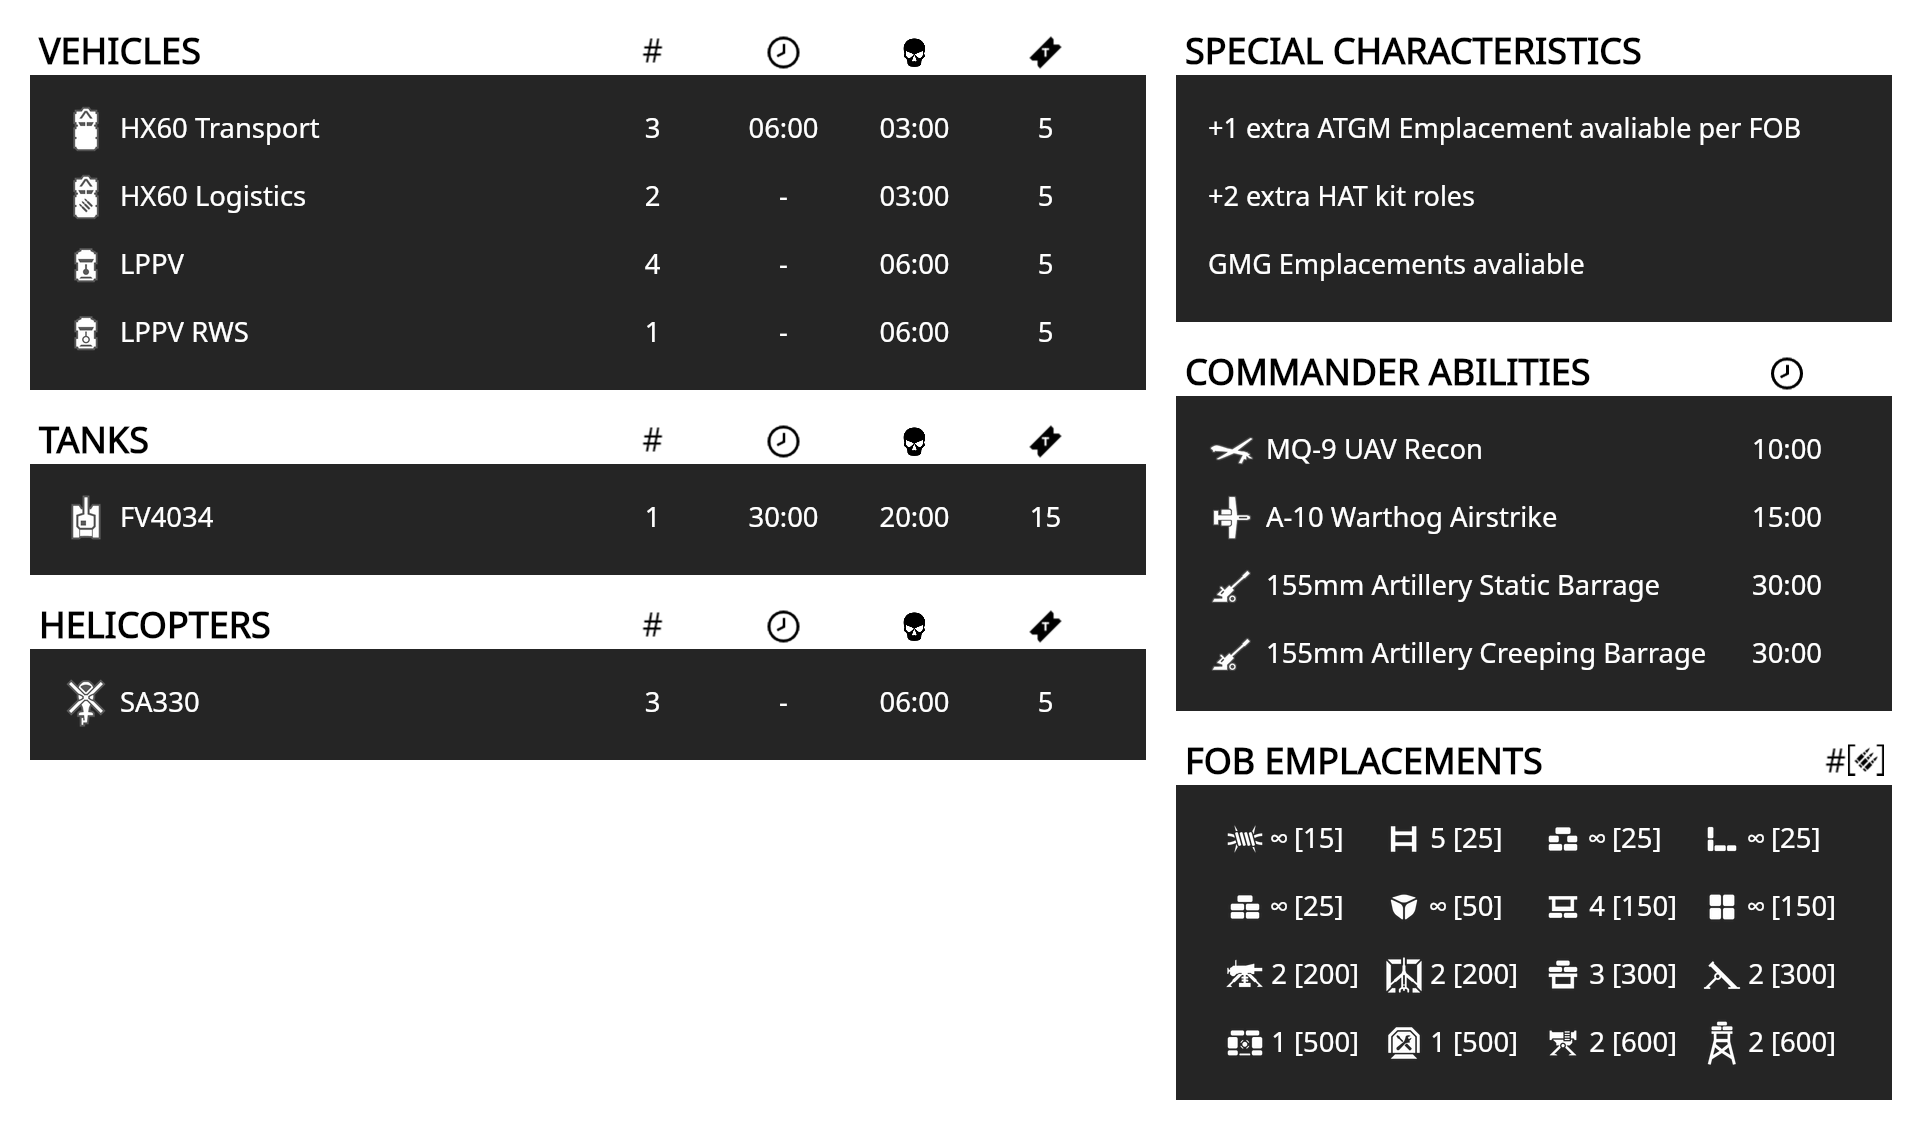 VEHICLES #
HX60 Transport 3 06:00 03:00 5
HX60 Logistics 2 - 03:00 5
LPPV 4 - 06:00 5
LPPV RWS 1 - 06:00 5
TANKS #
FV4034 1 30:00 20:00 15
HELICOPTERS #
SA330 3 - 06:00 5
SPECIAL CHARACTERISTICS
+1 extra ATGM Emplacement avaliable per FOB
+2 extra HAT kit roles
GMG Emplacements avaliable
COMMANDER ABILITIES
MQ-9 UAV Recon 10:00
A-10 Warthog Airstrike 15:00
155mm Artillery Static Barrage 30:00
155mm Artillery Creeping Barrage 30:00
FOB EMPLACEMENTS #[]
∞ [15] 5 [25] ∞ [25] ∞ [25]
∞ [25] ∞ [50] 4 [150] ∞ [150]
2 [200] 2 [200] 3 [300] 2 [300]
1 [500] 1 [500] 2 [600] 2 [600]